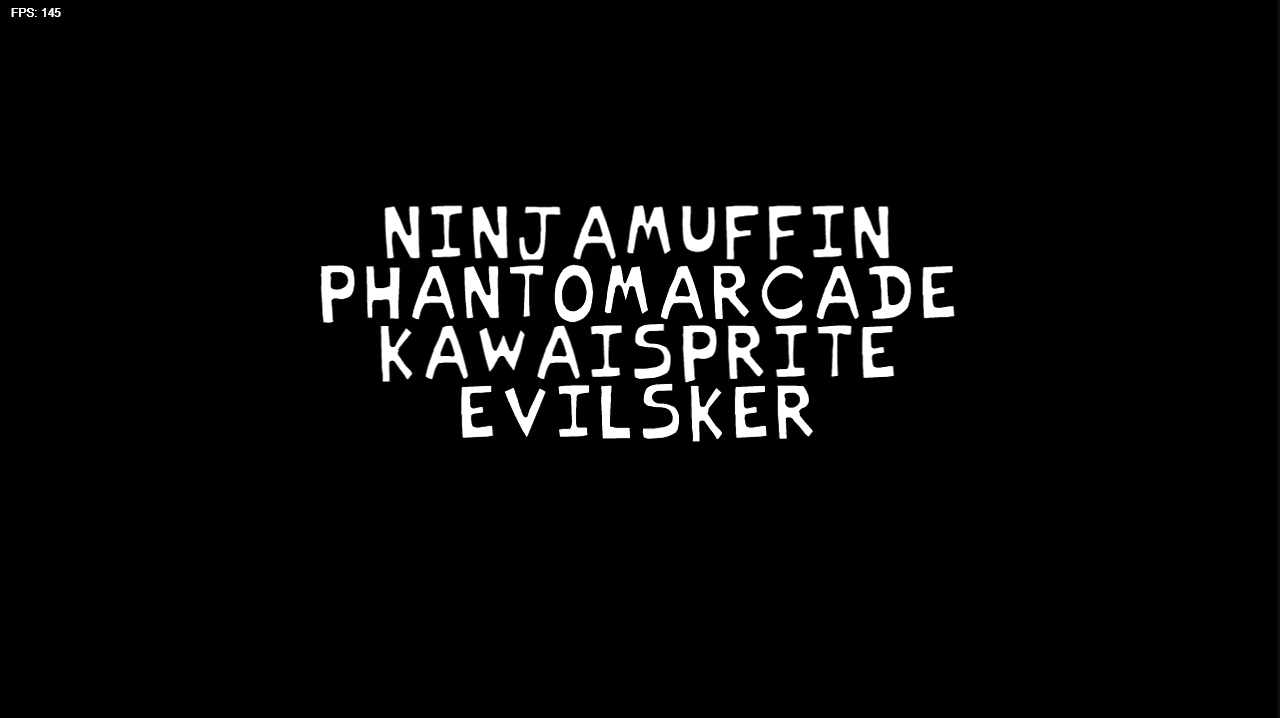 FPS: 145
NINJAMUFFIN
PHANTOMARCADE
KAWAISPRITE
EVILSKER